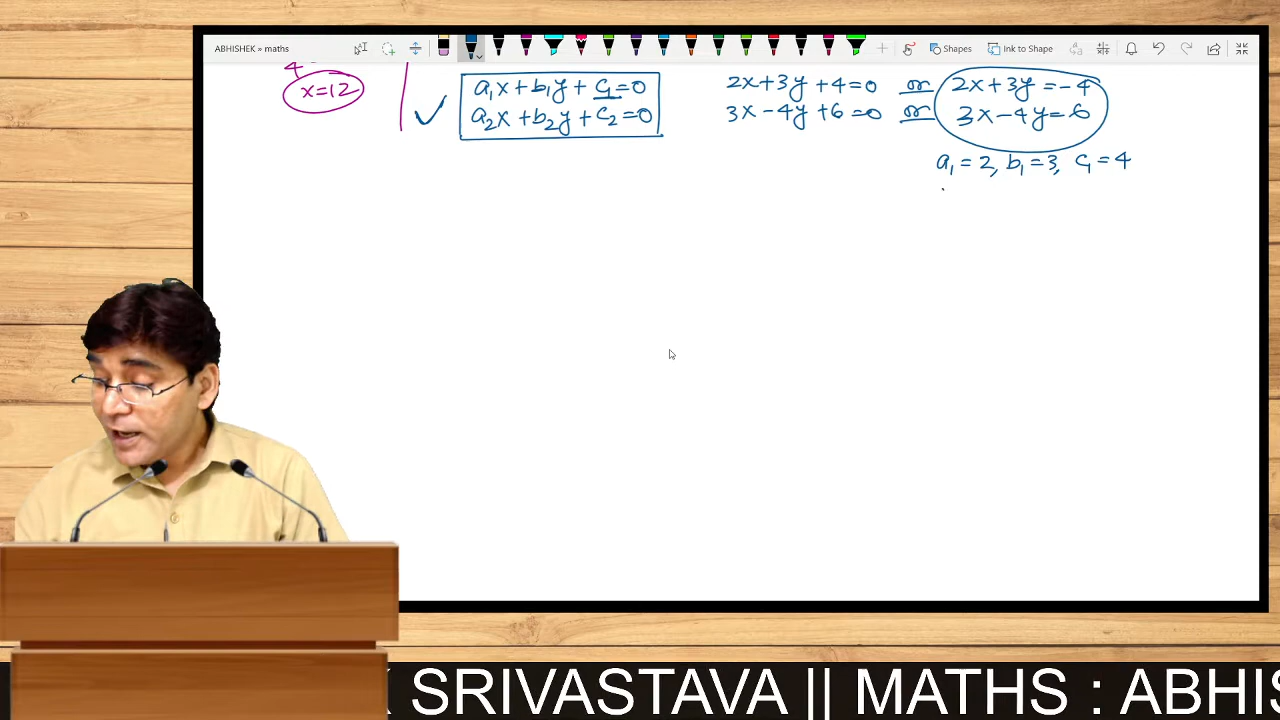 ABHISHEK » maths
Shapes
Ink to Shape
x=12
a₁x+b₁y+c₁=0
a₂x+b₂y+c₂=0
2x+3y+4=0 or 2x+3y=-4
3x-4y+6=0 or 3x-4y=-6
a₁=2, b₁=3, c₁=4
SRIVASTAVA || MATHS : ABHIS